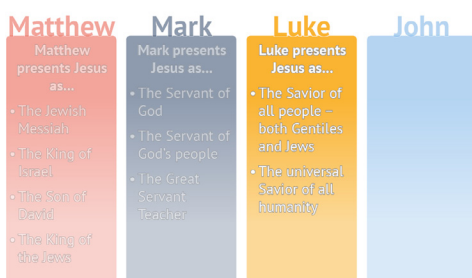 Matthew
Matthew
presents Jesus
as...
• The Jewish
Messiah
• The King of
Israel
• The Son of
David
• The King of
the Jews
Mark
Mark presents
Jesus as...
• The Servant of
God
• The Servant of
God's people
• The Great
Servant
Teacher
Luke
Luke presents
Jesus as...
• The Savior of
all people –
both Gentiles
and Jews
• The universal
Savior of all
humanity
John